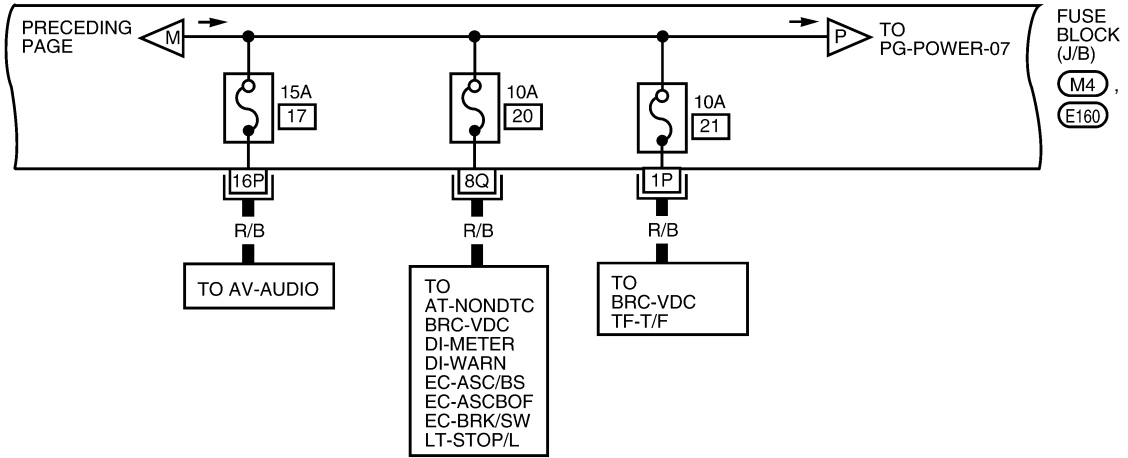 PRECEDING
PAGE
M
P
TO
PG-POWER-07
FUSE
BLOCK
(J/B)
M4 ,
E160
15A
17
10A
20
10A
21
16P
8Q
1P
R/B
R/B
R/B
TO AV-AUDIO
TO
AT-NONDTC
BRC-VDC
DI-METER
DI-WARN
EC-ASC/BS
EC-ASCBOF
EC-BRK/SW
LT-STOP/L
TO
BRC-VDC
TF-T/F